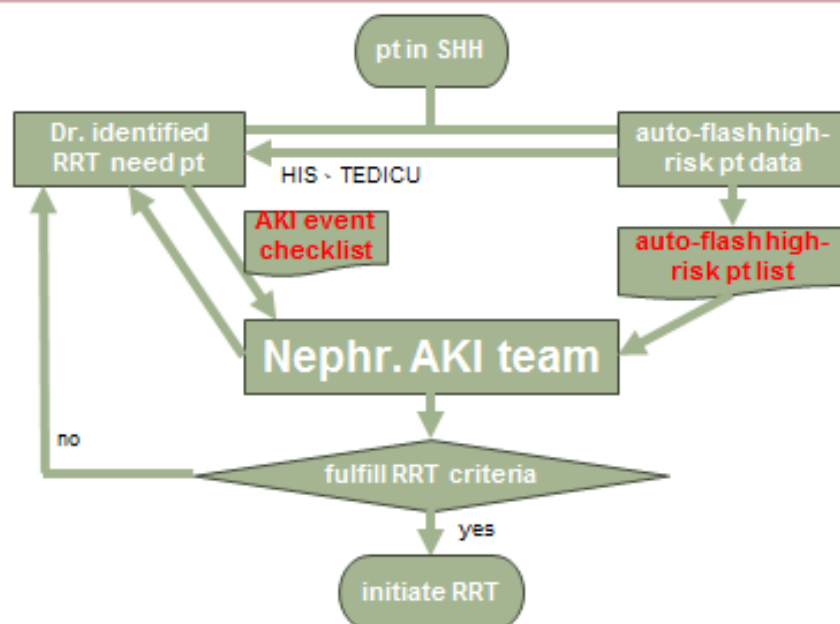 pt in SHH
Dr. identified
RRT need pt
auto-flash high-
risk pt data
HIS、TEDICU
AKI event
checklist
auto-flash high-
risk pt list
Nephr. AKI team
no
fulfill RRT criteria
yes
initiate RRT